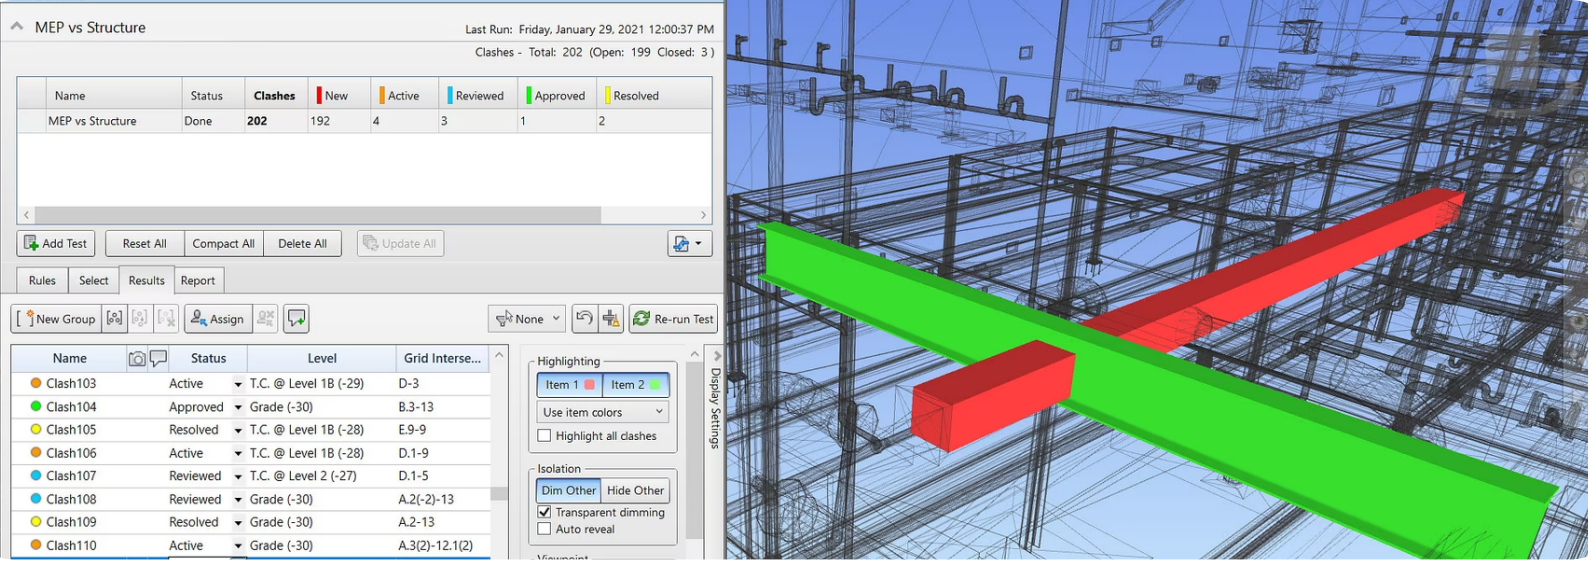 MEP vs Structure
Last Run: Friday, January 29, 2021 12:00:37 PM
Clashes - Total: 202 (Open: 199 Closed: 3 )
Name Status Clashes New Active Reviewed Approved Resolved
MEP vs Structure Done 202 192 4 3 1 2
Add Test Reset All Compact All Delete All Update All
Rules Select Results Report
New Group Assign None Re-run Test
Name Status Level Grid Interse...
Clash103 Active T.C. @ Level 1B (-29) D-3
Clash104 Approved Grade (-30) B.3-13
Clash105 Resolved T.C. @ Level 1B (-28) E.9-9
Clash106 Active T.C. @ Level 1B (-28) D.1-9
Clash107 Reviewed T.C. @ Level 2 (-27) D.1-5
Clash108 Reviewed Grade (-30) A.2(-2)-13
Clash109 Resolved Grade (-30) A.2-13
Clash110 Active Grade (-30) A.3(2)-12.1(2)
Highlighting
Item 1 Item 2
Use item colors
Highlight all clashes
Isolation
Dim Other Hide Other
Transparent dimming
Auto reveal
Viewpoint
Display Settings